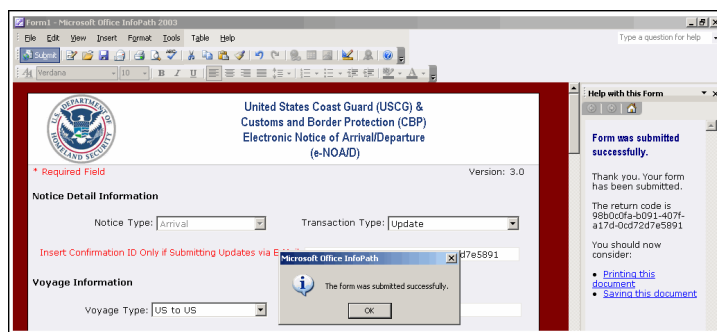 Form1 - Microsoft Office InfoPath 2003
File Edit View Insert Format Tools Table Help
Type a question for help
Submit
Verdana 10 B I U A
Help with this Form
U.S. DEPARTMENT OF HOMELAND SECURITY
United States Coast Guard (USCG) &
Customs and Border Protection (CBP)
Electronic Notice of Arrival/Departure
(e-NOA/D)
* Required Field
Version: 3.0
Notice Detail Information
Notice Type: Arrival
Transaction Type: Update
Insert Confirmation ID Only if Submitting Updates via
d7e5891
Voyage Information
Voyage Type: US to US
Microsoft Office InfoPath
The form was submitted successfully.
OK
Form was submitted
successfully.
Thank you. Your form
has been submitted.
The return code is
98b0c0fa-b091-407f-
a17d-0cd72d7e5891
You should now
consider:
• Printing this
document
• Saving this document